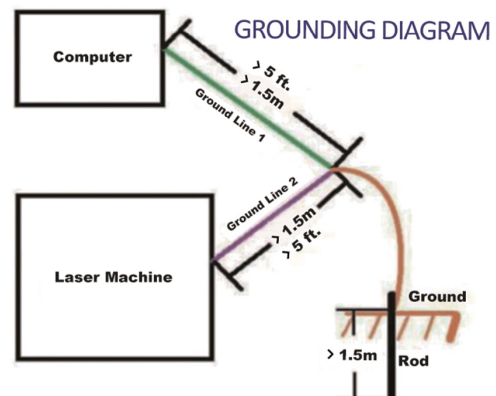 GROUNDING DIAGRAM
Computer
> 5 ft.
> 1.5m
Ground Line 1
Ground Line 2
> 1.5m
> 5 ft.
Laser Machine
Ground
> 1.5m
Rod